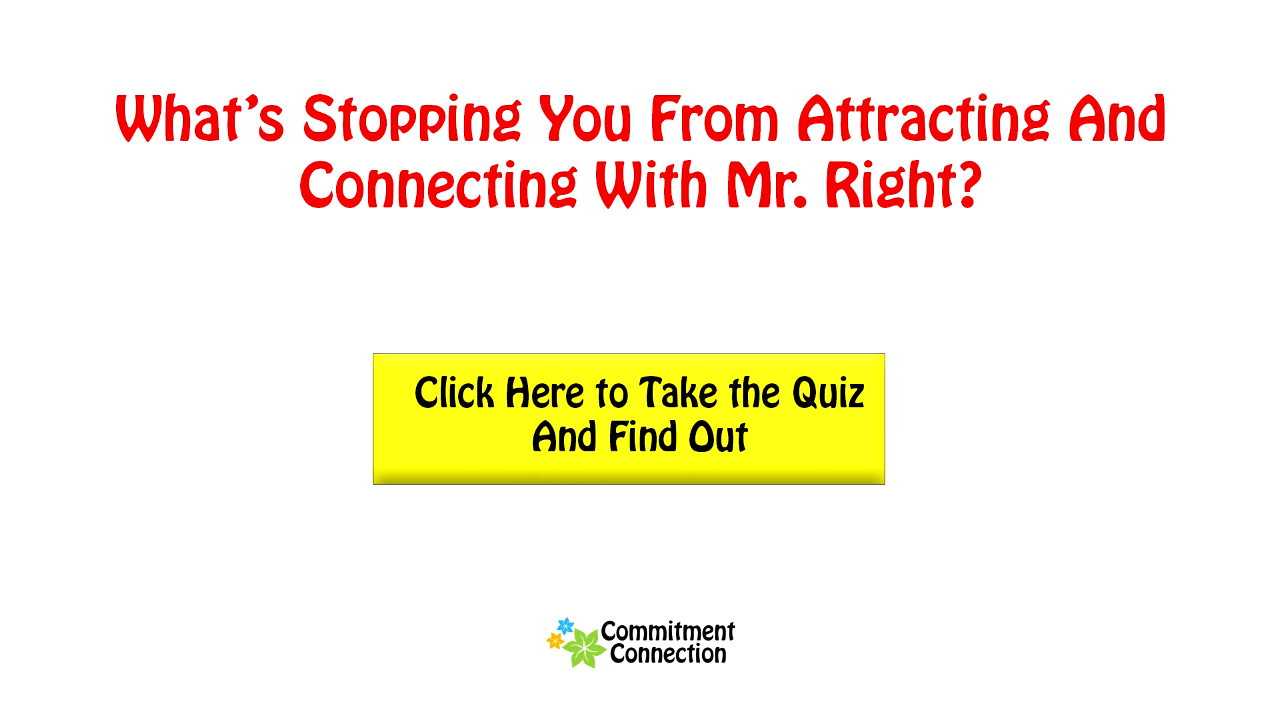 What's Stopping You From Attracting And
Connecting With Mr. Right?
Click Here to Take the Quiz
And Find Out
Commitment
Connection